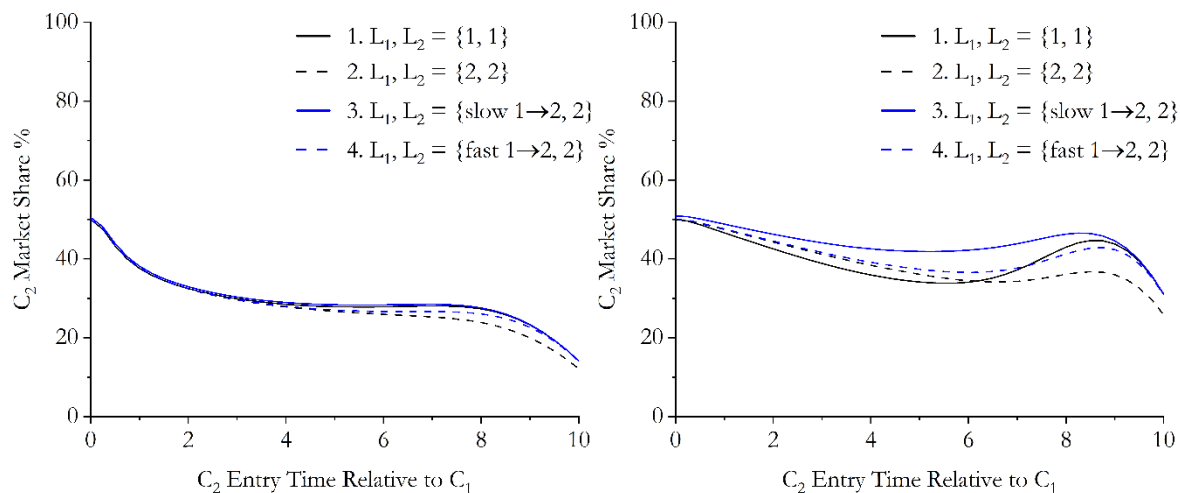 100
80
60
40
20
0
C₂ Market Share %
1. L₁, L₂ = {1, 1}
2. L₁, L₂ = {2, 2}
3. L₁, L₂ = {slow 1→2, 2}
4. L₁, L₂ = {fast 1→2, 2}
0 2 4 6 8 10
C₂ Entry Time Relative to C₁
100
80
60
40
20
0
C₂ Market Share %
1. L₁, L₂ = {1, 1}
2. L₁, L₂ = {2, 2}
3. L₁, L₂ = {slow 1→2, 2}
4. L₁, L₂ = {fast 1→2, 2}
0 2 4 6 8 10
C₂ Entry Time Relative to C₁